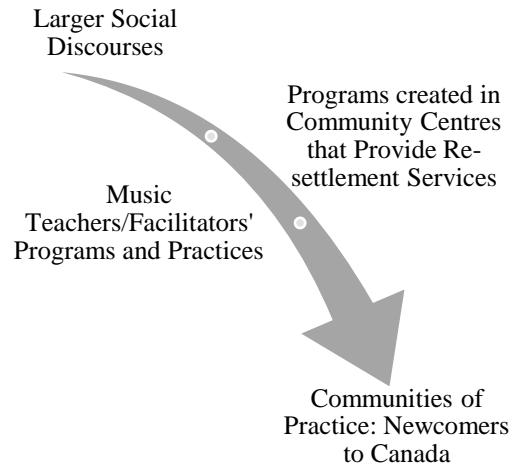 Larger Social
Discourses
Programs created in
Community Centres
that Provide Re-
settlement Services
Music
Teachers/Facilitators'
Programs and Practices
Communities of
Practice: Newcomers
to Canada